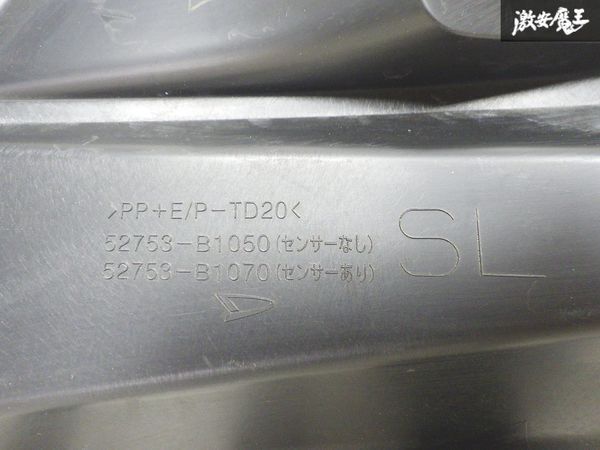 激安魔王
>PP+E/P-TD20<
52753-B1050(センサーなし)
52753-B1070(センサーあり)
SL